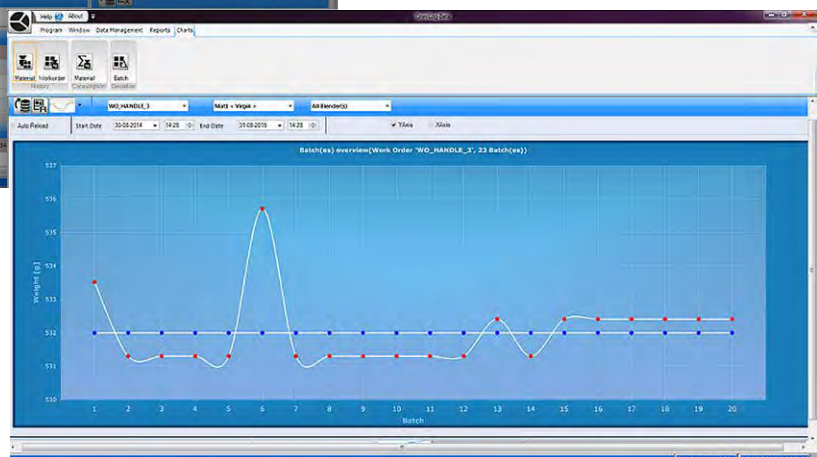 Help About
Program Window Data Management Reports Charts
Material Workorder Material Batch
History Consumption Deviation
WO_HANDLE_3 Mat1 < Virgin > All Blender(s)
Auto Reload Start Date 30-08-2014 14:28 End Date 31-08-2015 14:28 YAxis XAxis
Batch(es) overview(Work Order 'WO_HANDLE_3', 23 Batch(es))
537
536
535
534
533
532
531
530
Weight [g]
1 2 3 4 5 6 7 8 9 10 11 12 13 14 15 16 17 18 19 20
Batch